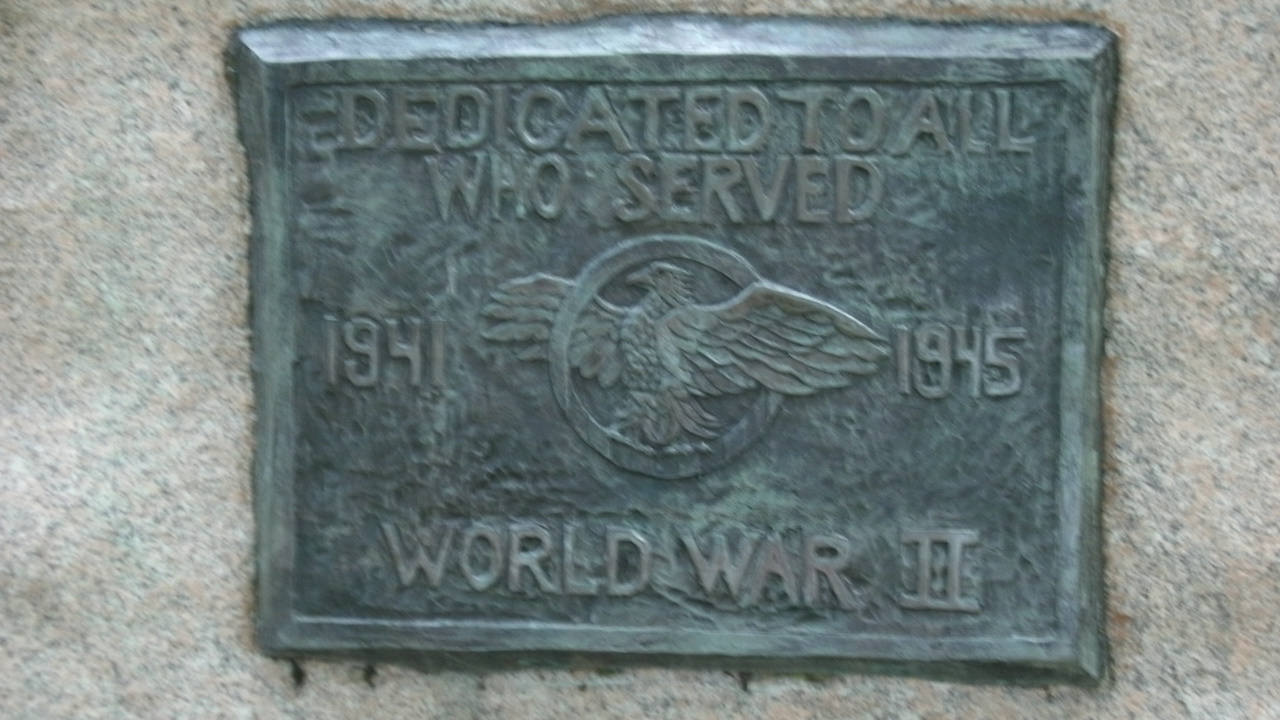 DEDICATED TO ALL
WHO SERVED
1941 1945
WORLD WAR II